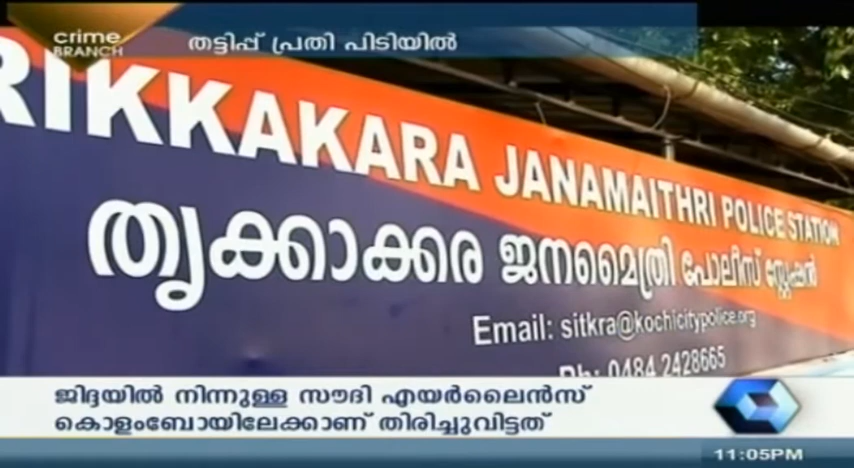 crime
BRANCH
തട്ടിപ്പ് പ്രതി പിടിയിൽ
RIKKAKARA JANAMAITHRI POLICE STATION
തൃക്കാക്കര ജനമൈത്രി പോലീസ് സ്റ്റേഷൻ
Email: sitkra@kochicitypolice.org
Ph: 0484 2428665
ജിദ്ദയിൽ നിന്നുള്ള സൗദി എയർലൈൻസ്
കൊളംബോയിലേക്കാണ് തിരിച്ചുവിട്ടത്
11:05PM